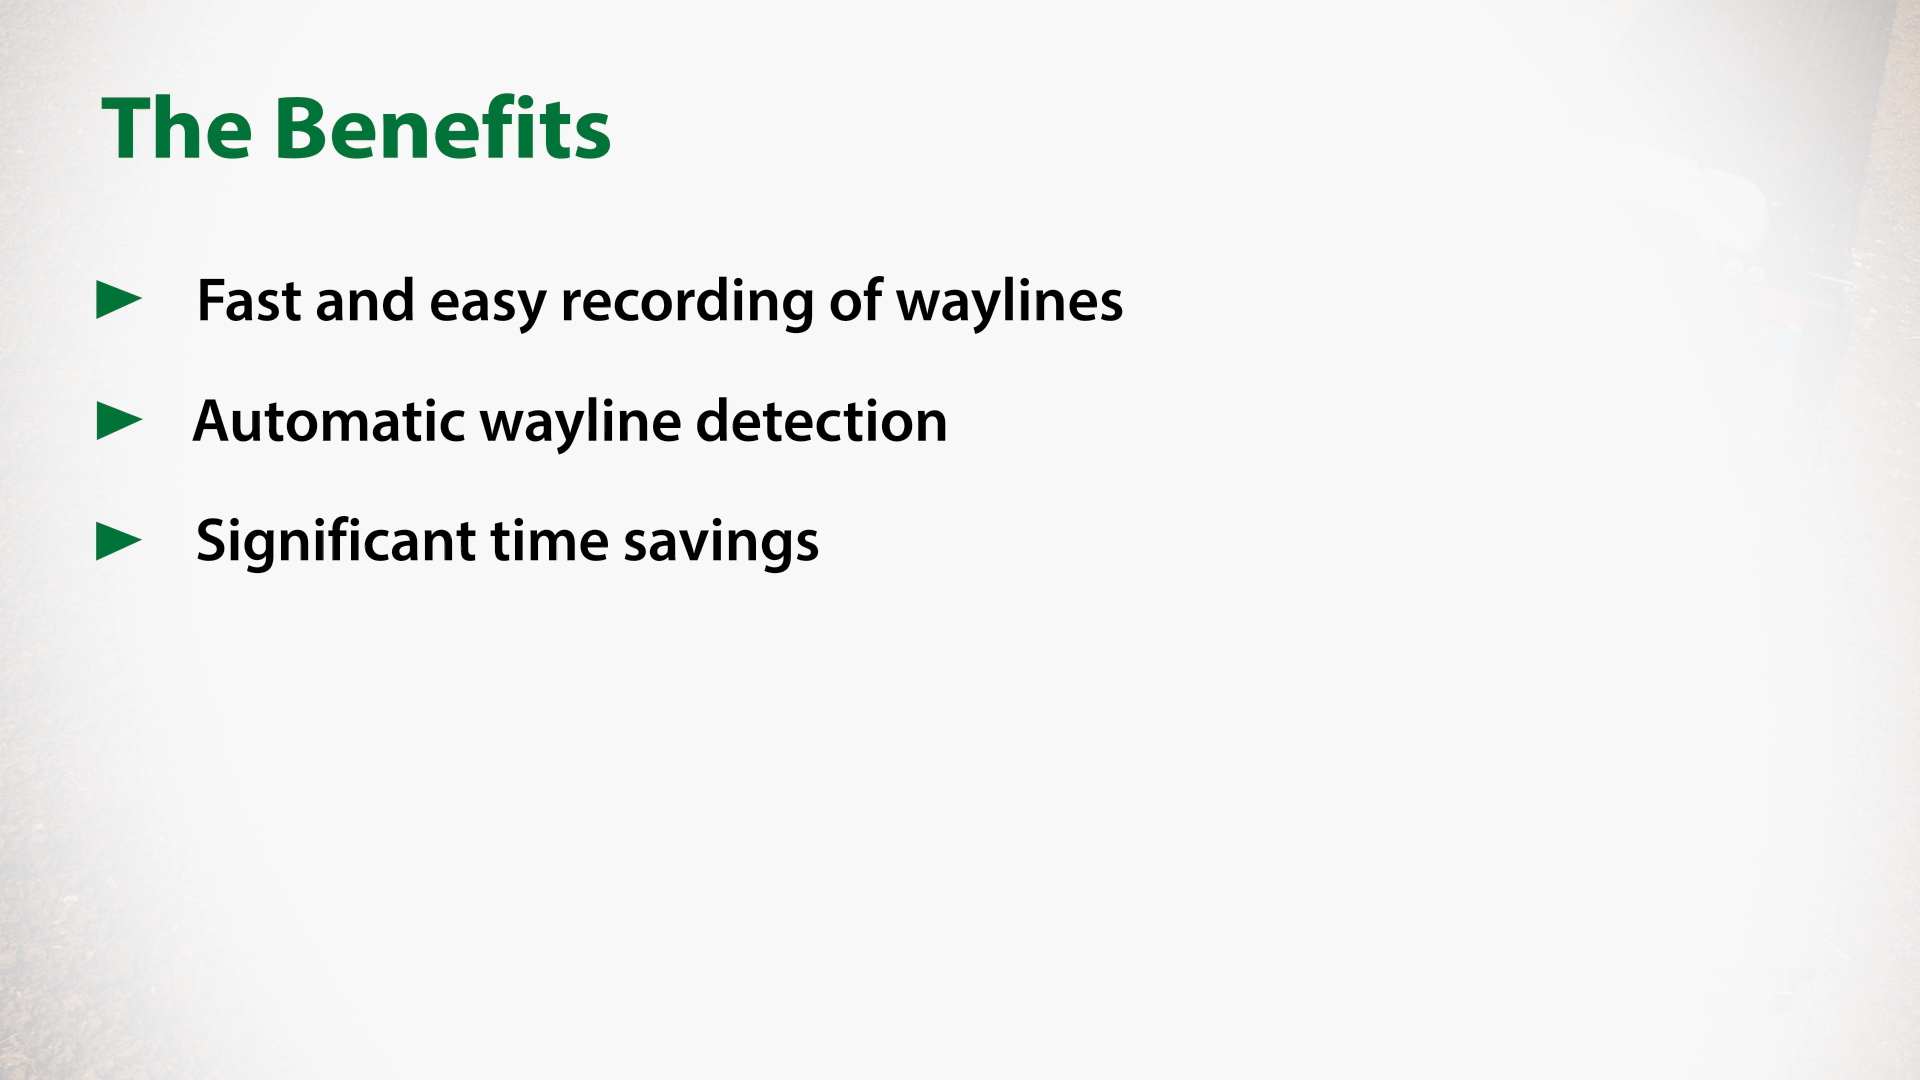 The Benefits
Fast and easy recording of waylines
Automatic wayline detection
Significant time savings